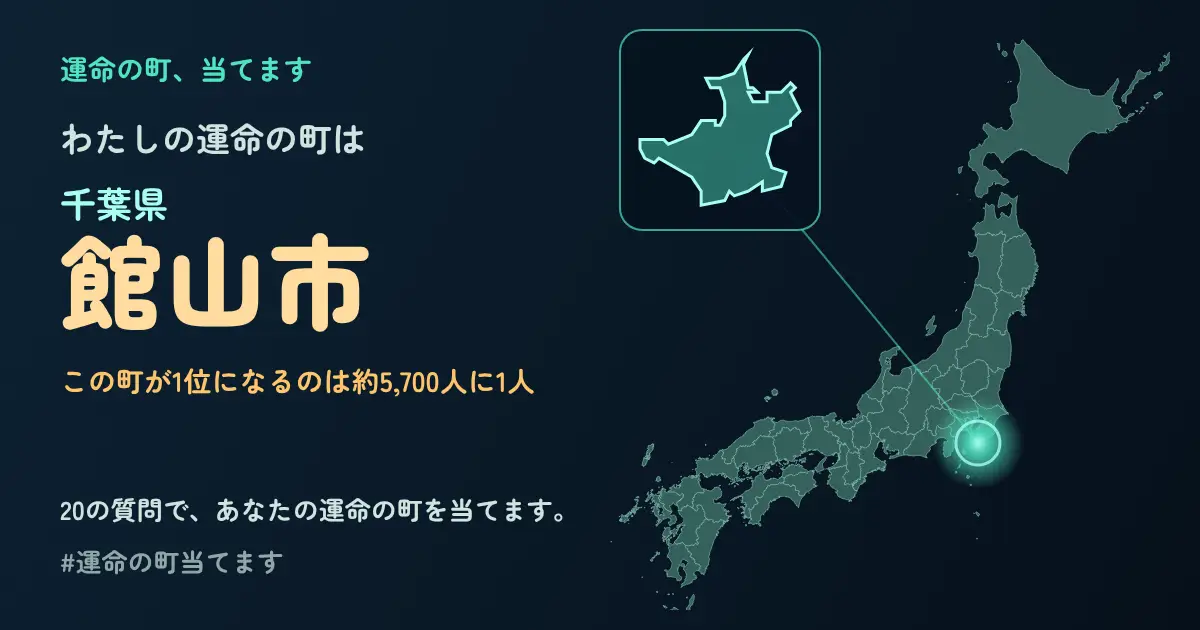 運命の町、当てます
わたしの運命の町は
千葉県
館山市
この町が1位になるのは約5,700人に1人
20の質問で、あなたの運命の町を当てます。
#運命の町当てます